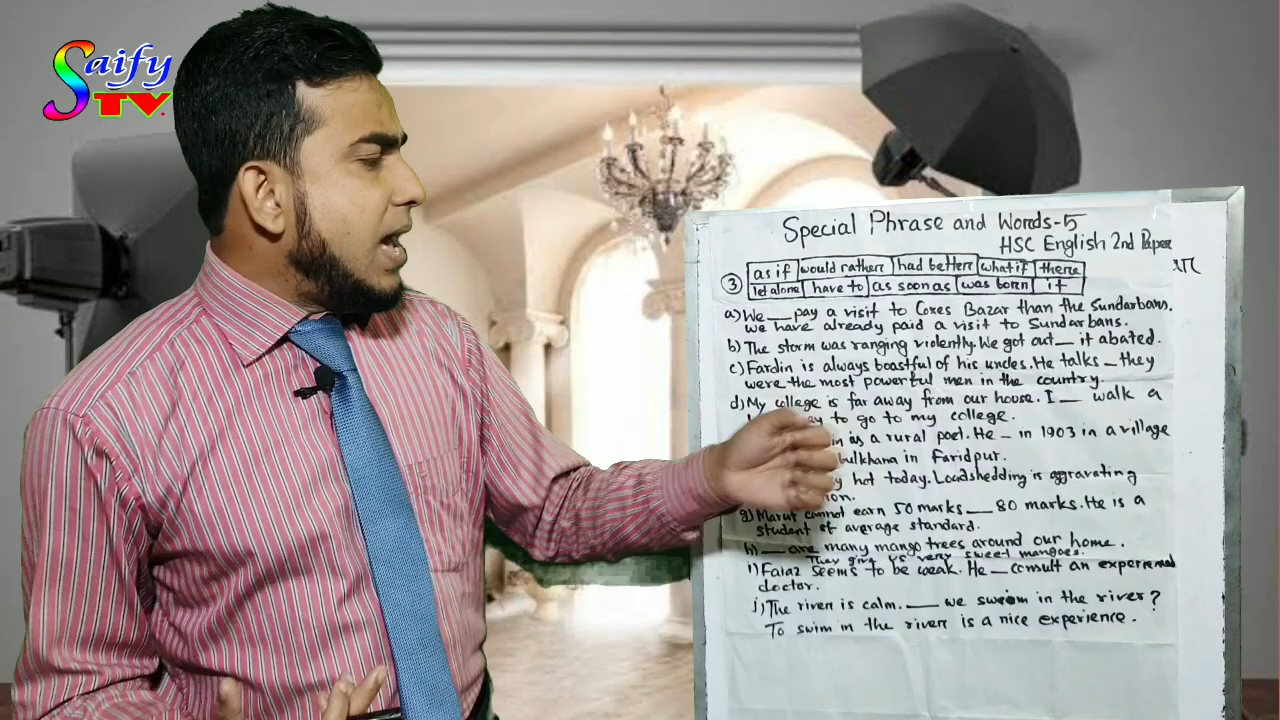 Saify
TV
Special Phrase and Words-5
HSC English 2nd Paper
as if would rather had better what if there
③ let alone have to as soon as was born it
a) We ___ pay a visit to Coxes Bazar than the Sundarbans.
we have already paid a visit to Sundarbans.
b) The storm was ranging violently. We got out __ it abated.
c) Fardin is always boastful of his uncles. He talks _ they
were the most powerful men in the country.
d) My college is far away from our house. I __ walk a
to go to my college.
in is a rural poet. He _ in 1903 in a village
bulkhana in Faridpur.
hot today. Loadshedding is aggravating
g) Maruf cannot earn 50 marks ___ 80 marks. He is a
student of average standard.
h) ___ are many mango trees around our home.
They give us very sweet mangoes.
i) Faiaz seems to be weak. He __ consult an experienced
doctor.
j) The river is calm. ___ we swim in the river?
To swim in the river is a nice experience.